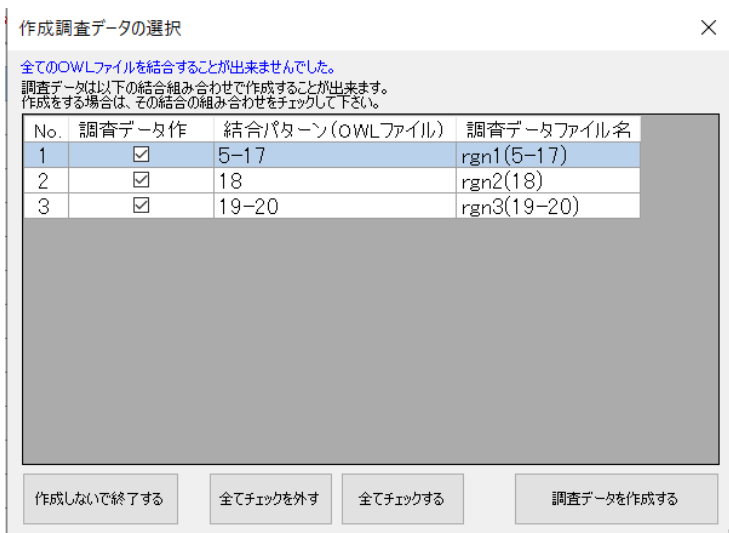 作成調査データの選択
全てのOWLファイルを結合することが出来ませんでした。
調査データは以下の結合組み合わせで作成することが出来ます。
作成をする場合は、その結合の組み合わせをチェックして下さい。
No. 調査データ作 結合パターン(OWLファイル) 調査データファイル名
1 5-17 rgn1(5-17)
2 18 rgn2(18)
3 19-20 rgn3(19-20)
作成しないで終了する 全てチェックを外す 全てチェックする 調査データを作成する